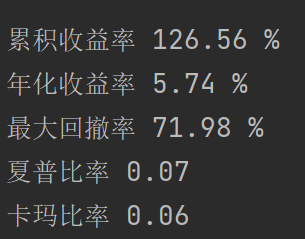 累积收益率 126.56 %
年化收益率 5.74 %
最大回撤率 71.98 %
夏普比率 0.07
卡玛比率 0.06